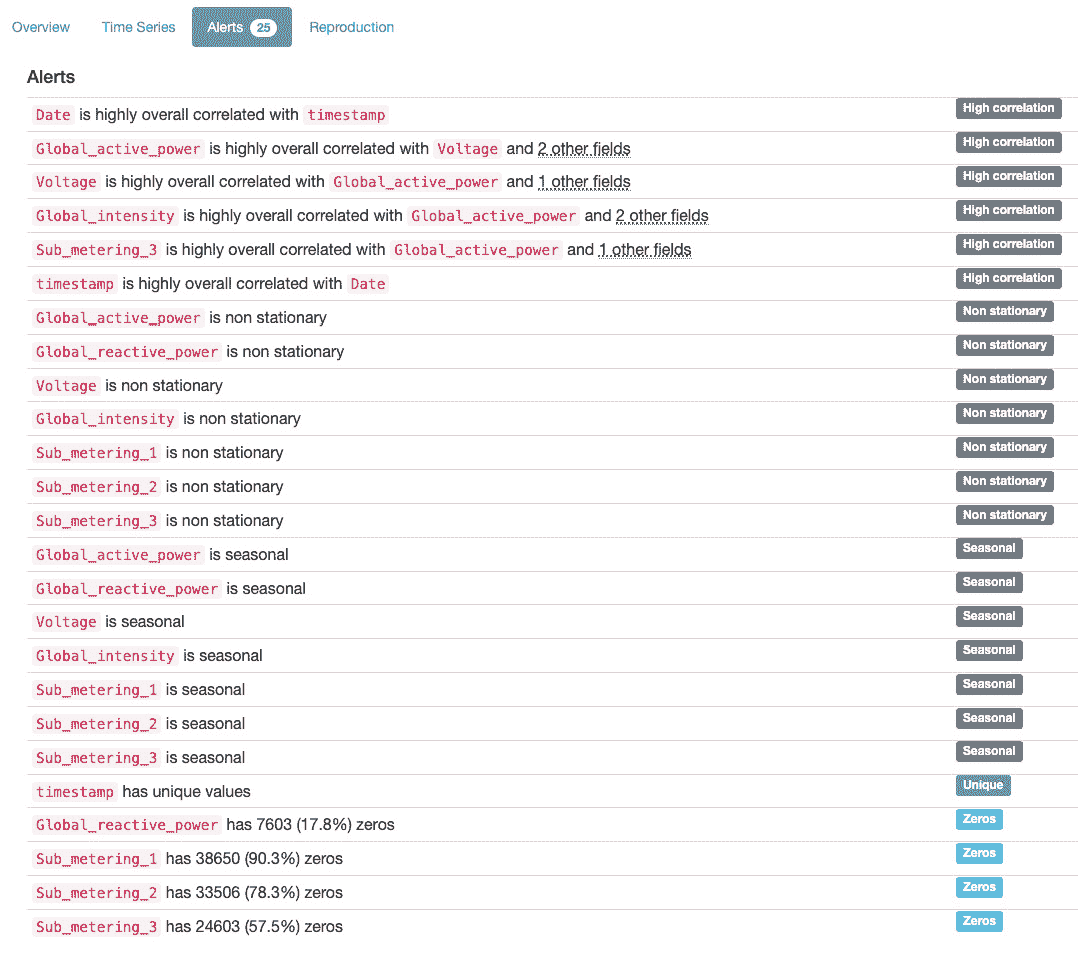 Overview Time Series Alerts 25 Reproduction
Alerts
Date is highly overall correlated with timestamp High correlation
Global_active_power is highly overall correlated with Voltage and 2 other fields High correlation
Voltage is highly overall correlated with Global_active_power and 1 other fields High correlation
Global_intensity is highly overall correlated with Global_active_power and 2 other fields High correlation
Sub_metering_3 is highly overall correlated with Global_active_power and 1 other fields High correlation
timestamp is highly overall correlated with Date High correlation
Global_active_power is non stationary Non stationary
Global_reactive_power is non stationary Non stationary
Voltage is non stationary Non stationary
Global_intensity is non stationary Non stationary
Sub_metering_1 is non stationary Non stationary
Sub_metering_2 is non stationary Non stationary
Sub_metering_3 is non stationary Non stationary
Global_active_power is seasonal Seasonal
Global_reactive_power is seasonal Seasonal
Voltage is seasonal Seasonal
Global_intensity is seasonal Seasonal
Sub_metering_1 is seasonal Seasonal
Sub_metering_2 is seasonal Seasonal
Sub_metering_3 is seasonal Seasonal
timestamp has unique values Unique
Global_reactive_power has 7603 (17.8%) zeros Zeros
Sub_metering_1 has 38650 (90.3%) zeros Zeros
Sub_metering_2 has 33506 (78.3%) zeros Zeros
Sub_metering_3 has 24603 (57.5%) zeros Zeros